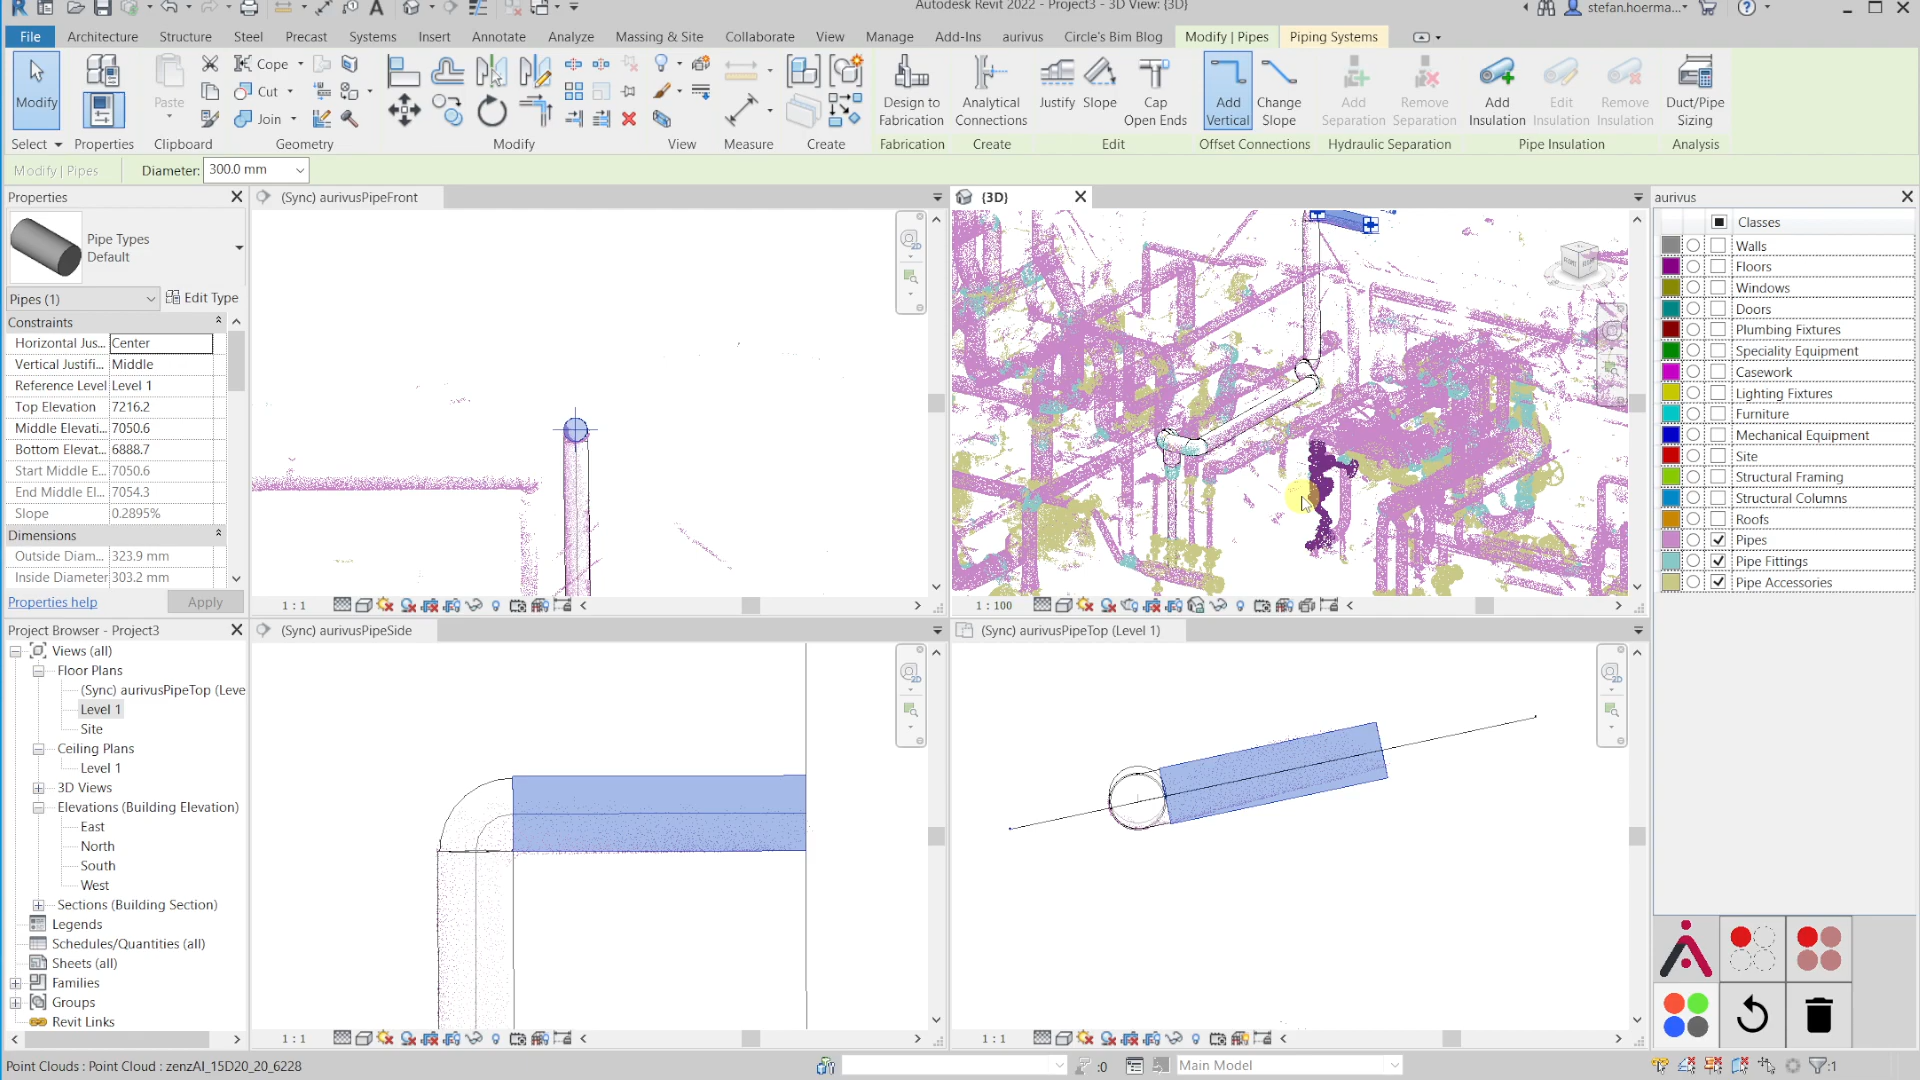 Autodesk Revit 2022 - Project3 - 3D View: {3D}
stefan.hoerma...
File Architecture Structure Steel Precast Systems Insert Annotate Analyze Massing & Site Collaborate View Manage Add-Ins aurivus Circle's Bim Blog Modify | Pipes Piping Systems
Modify
Paste
Cope
Cut
Join
Design to Fabrication
Analytical Connections
Justify
Slope
Cap Open Ends
Add Vertical
Change Slope
Add Separation
Remove Separation
Add Insulation
Edit Insulation
Remove Insulation
Duct/Pipe Sizing
Select Properties Clipboard Geometry Modify View Measure Create Fabrication Create Edit Offset Connections Hydraulic Separation Pipe Insulation Analysis
Modify | Pipes Diameter: 300.0 mm
Properties
Pipe Types
Default
Pipes (1) Edit Type
Constraints
Horizontal Jus... Center
Vertical Justifi... Middle
Reference Level Level 1
Top Elevation 7216.2
Middle Elevati... 7050.6
Bottom Elevat... 6888.7
Start Middle E... 7050.6
End Middle El... 7054.3
Slope 0.2895%
Dimensions
Outside Diam... 323.9 mm
Inside Diameter 303.2 mm
Properties help Apply
Project Browser - Project3
Views (all)
Floor Plans
(Sync) aurivusPipeTop (Leve
Level 1
Site
Ceiling Plans
Level 1
3D Views
Elevations (Building Elevation)
East
North
South
West
Sections (Building Section)
Legends
Schedules/Quantities (all)
Sheets (all)
Families
Groups
Revit Links
(Sync) aurivusPipeFront
2D
1 : 1
{3D}
1 : 100
(Sync) aurivusPipeSide
2D
1 : 1
(Sync) aurivusPipeTop (Level 1)
2D
1 : 1
aurivus
Classes
Walls
Floors
Windows
Doors
Plumbing Fixtures
Speciality Equipment
Casework
Lighting Fixtures
Furniture
Mechanical Equipment
Site
Structural Framing
Structural Columns
Roofs
Pipes
Pipe Fittings
Pipe Accessories
Point Clouds : Point Cloud : zenzAI_15D20_20_6228
:0
Main Model
:1